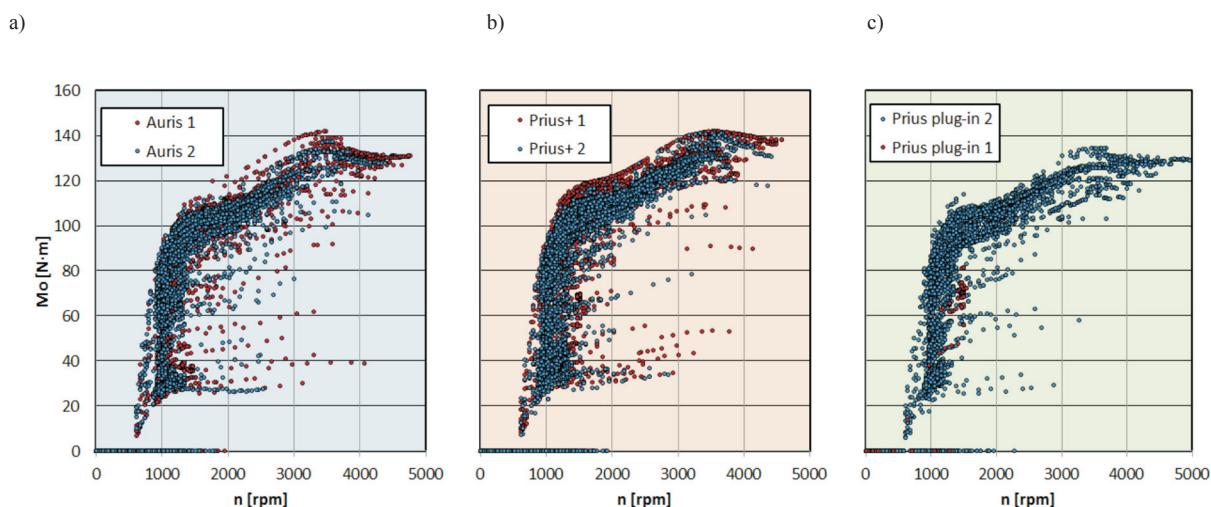 a)
b)
c)
Mo [N·m]
160
140
120
100
80
60
40
20
0
Auris 1
Auris 2
0 1000 2000 3000 4000 5000
n [rpm]
Prius+ 1
Prius+ 2
0 1000 2000 3000 4000 5000
n [rpm]
Prius plug-in 2
Prius plug-in 1
0 1000 2000 3000 4000 5000
n [rpm]